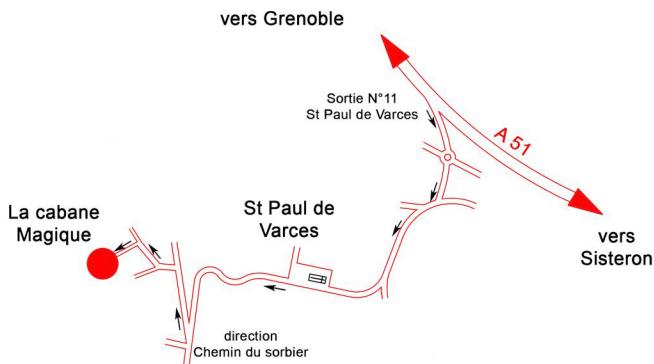 vers Grenoble
Sortie N°11
St Paul de Varces
A 51
La cabane
Magique
St Paul de
Varces
vers
Sisteron
direction
Chemin du sorbier